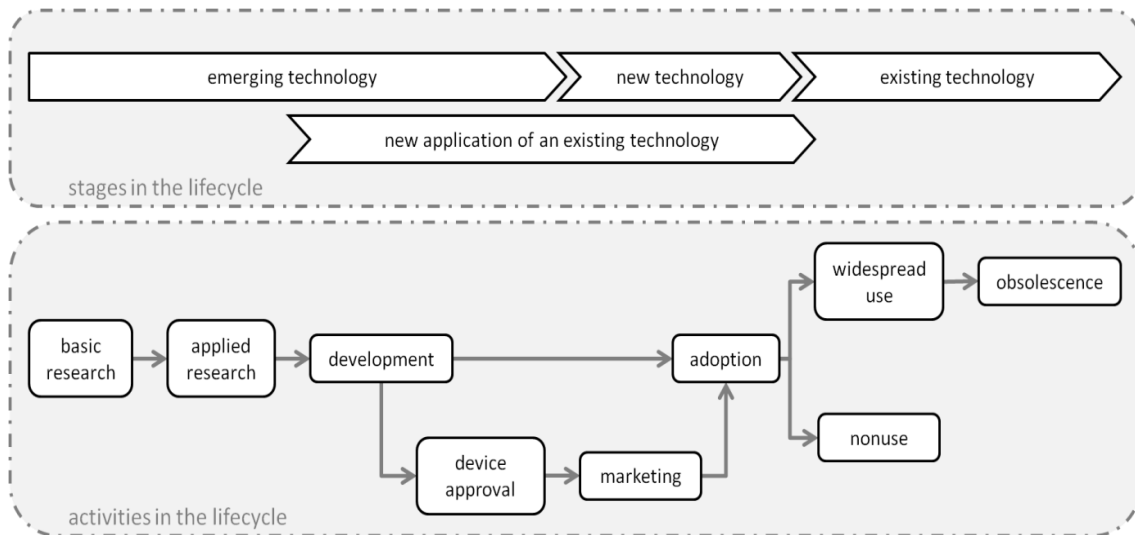 emerging technology
new technology
existing technology
new application of an existing technology
stages in the lifecycle
widespread
use
obsolescence
basic
research
applied
research
development
adoption
nonuse
device
approval
marketing
activities in the lifecycle